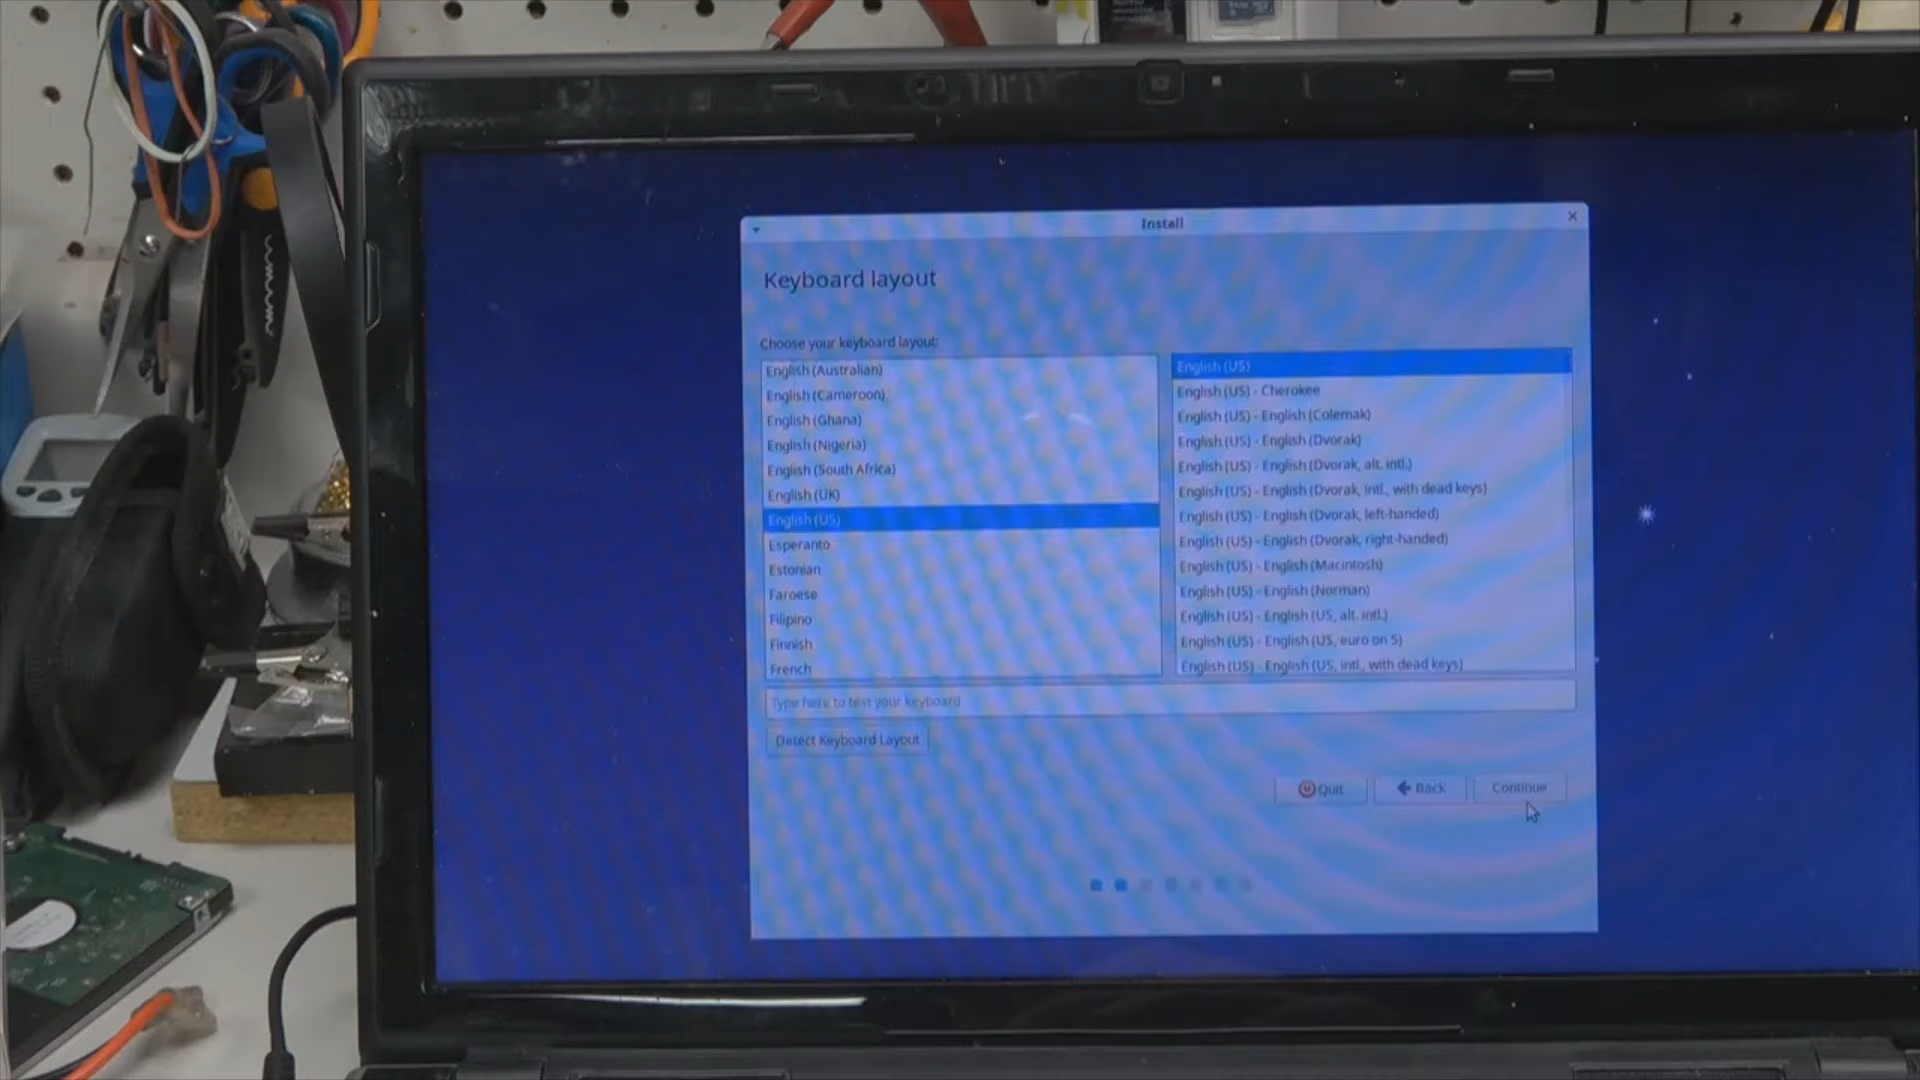 Install
Keyboard layout
Choose your keyboard layout:
English (Australian)
English (Cameroon)
English (Ghana)
English (Nigeria)
English (South Africa)
English (UK)
English (US)
Esperanto
Estonian
Faroese
Filipino
Finnish
French
English (US)
English (US) - Cherokee
English (US) - English (Colemak)
English (US) - English (Dvorak)
English (US) - English (Dvorak, alt. intl.)
English (US) - English (Dvorak, intl., with dead keys)
English (US) - English (Dvorak, left-handed)
English (US) - English (Dvorak, right-handed)
English (US) - English (Macintosh)
English (US) - English (Norman)
English (US) - English (US, alt. intl.)
English (US) - English (US, euro on 5)
English (US) - English (US, intl., with dead keys)
Type here to test your keyboard
Detect Keyboard Layout
Quit
Back
Continue